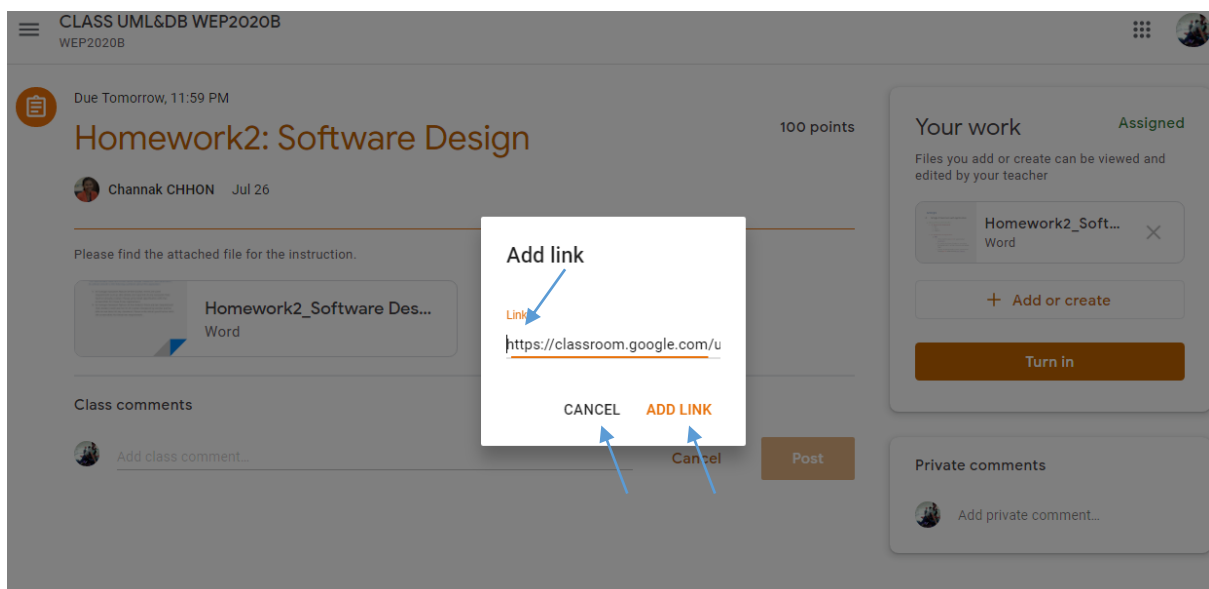 CLASS UML&DB WEP2020B
WEP2020B
Due Tomorrow, 11:59 PM
Homework2: Software Design
100 points
Channak CHHON Jul 26
Please find the attached file for the instruction.
Homework2_Software Des...
Word
Class comments
Add class comment...
Cancel
Post
Add link
Link
https://classroom.google.com/u
CANCEL
ADD LINK
Your work
Assigned
Files you add or create can be viewed and
edited by your teacher
Homework2_Soft...
Word
+ Add or create
Turn in
Private comments
Add private comment...